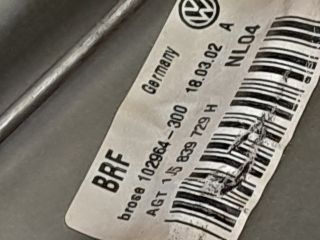 Germany 18.03.02 A
BRF NL04
brose 102964-300
AGT 1J5 839 729 H